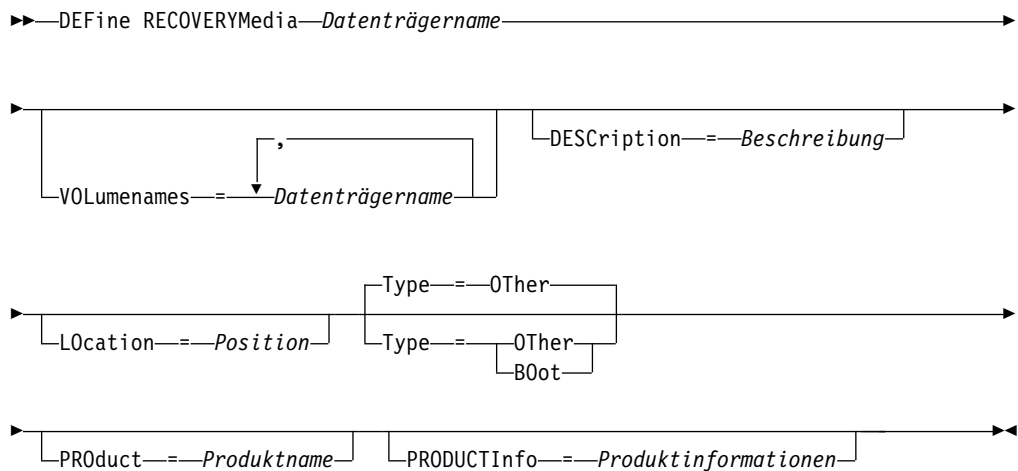 DEFine RECOVERYMedia Datenträgername
,
VOLumenames = Datenträgername
DESCription = Beschreibung
Type = OTher
LOcation = Position
Type = OTher
BOot
PROduct = Produktname
PRODUCTInfo = Produktinformationen